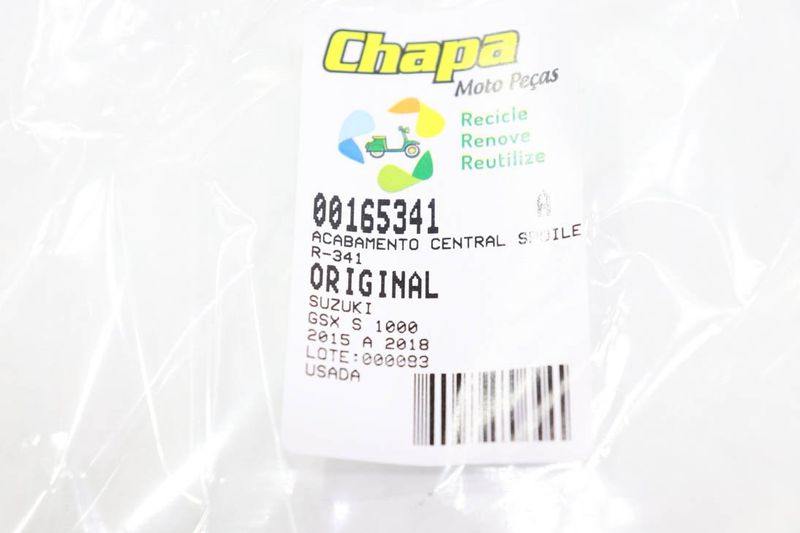 Chapa
Moto Peças
Recicle
Renove
Reutilize
00165341 A
ACABAMENTO CENTRAL SPOILE
R-341
ORIGINAL
SUZUKI
GSX S 1000
2015 A 2018
LOTE:000083
USADA